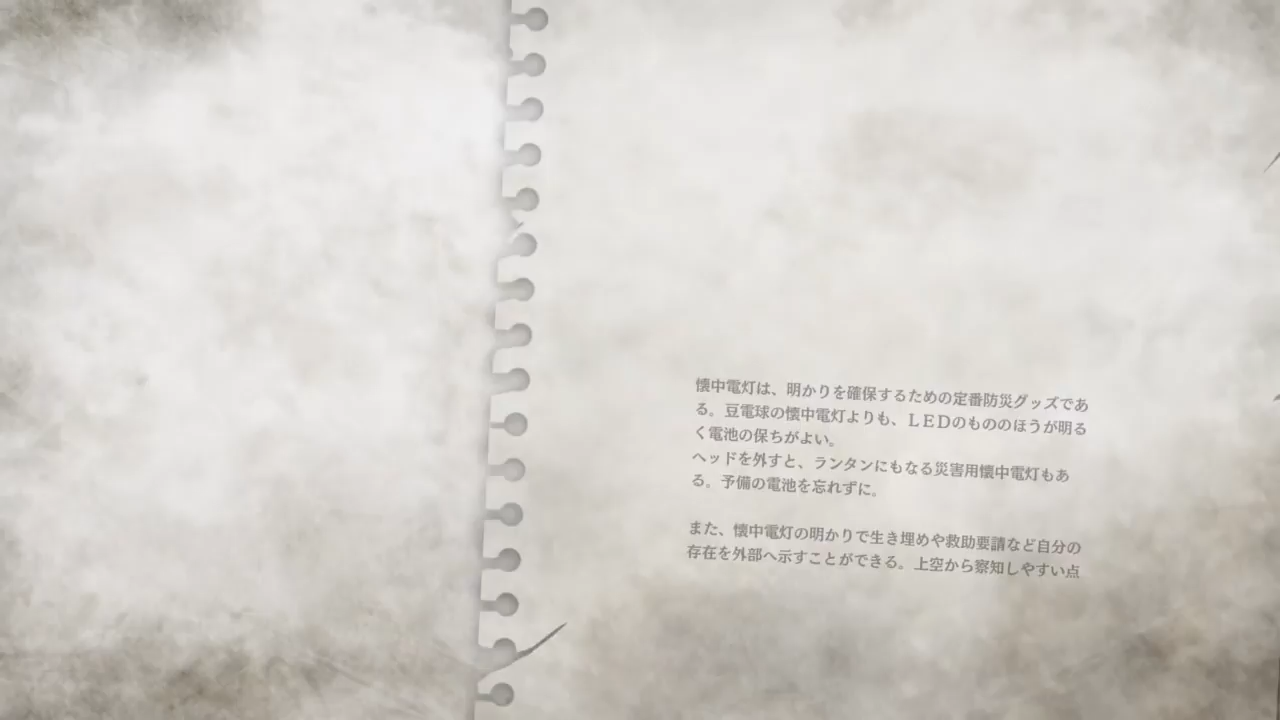 懐中電灯は、明かりを確保するための定番防災グッズであ
る。豆電球の懐中電灯よりも、ＬＥＤのもののほうが明る
く電池の保ちがよい。
ヘッドを外すと、ランタンにもなる災害用懐中電灯もあ
る。予備の電池を忘れずに。
また、懐中電灯の明かりで生き埋めや救助要請など自分の
存在を外部へ示すことができる。上空から察知しやすい点